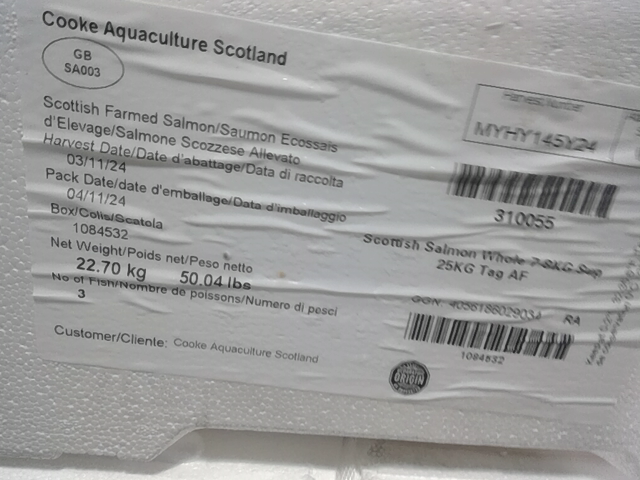 Cooke Aquaculture Scotland
GB
SA003
Scottish Farmed Salmon/Saumon Ecossais
d'Elevage/Salmone Scozzese Allevato
Harvest Date/Date d'abattage/Data di raccolta
03/11/24
Pack Date/date d'emballage/Data d'imballaggio
04/11/24
Box/Colis/Scatola
1084532
Net Weight/Poids net/Peso netto
22.70 kg 50.04 lbs
No of Fish/Nombre de poissons/Numero di pesci
3
Customer/Cliente: Cooke Aquaculture Scotland
Harvest Number
MYHY145Y24
310055
Scottish Salmon Whole 7-8KG Sup
25KG Tag AF
GGN: RA
1084532
ORIGIN